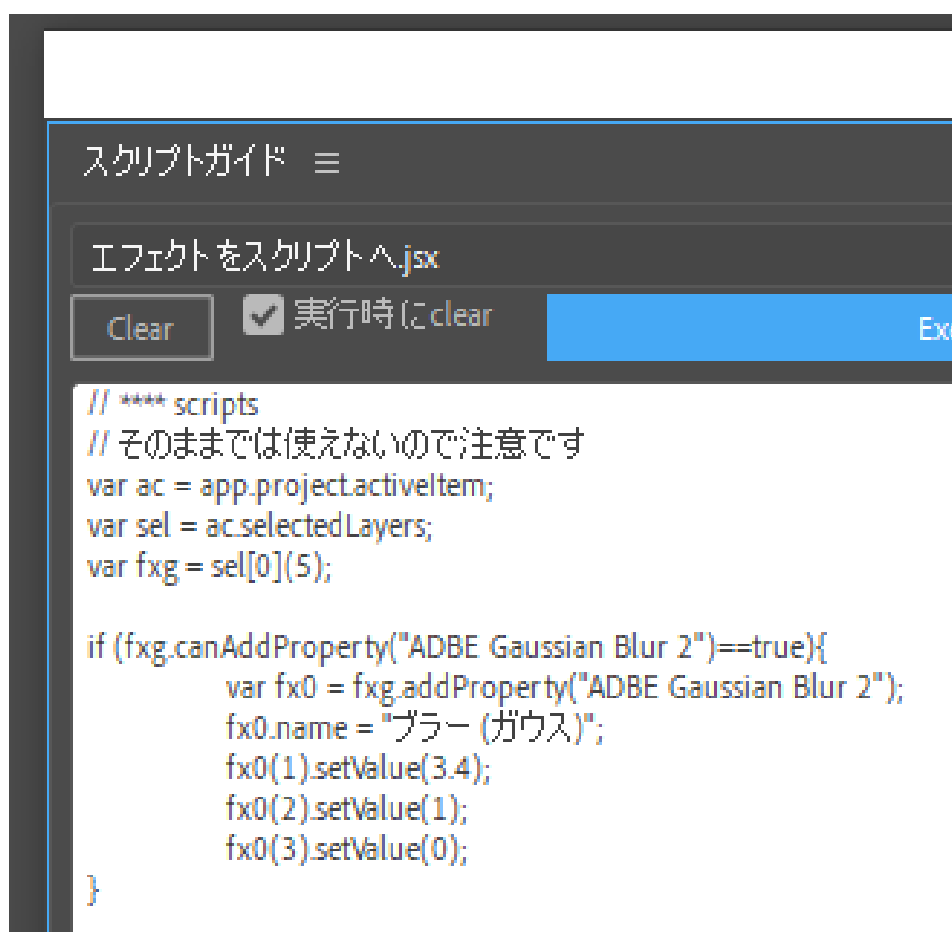 スクリプトガイド ≡
エフェクトをスクリプトへ.jsx
Clear
実行時にclear
// **** scripts
// そのままでは使えないので注意です
var ac = app.project.activeItem;
var sel = ac.selectedLayers;
var fxg = sel[0](5);
if (fxg.canAddProperty("ADBE Gaussian Blur 2")==true){
var fx0 = fxg.addProperty("ADBE Gaussian Blur 2");
fx0.name = "ブラー (ガウス)";
fx0(1).setValue(3.4);
fx0(2).setValue(1);
fx0(3).setValue(0);
}